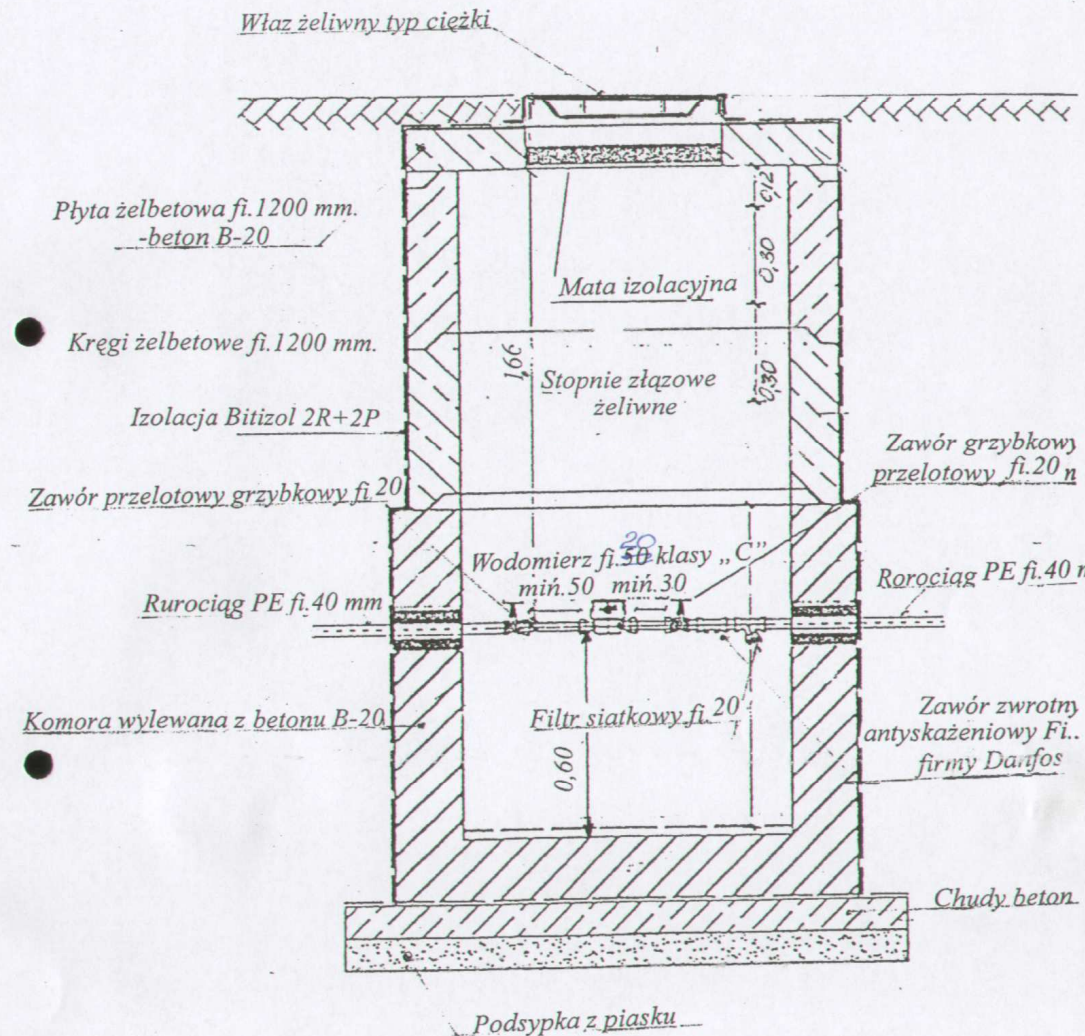 Właz żeliwny typ ciężki
Płyta żelbetowa fi.1200 mm.
-beton B-20
0,12
0,30
Mata izolacyjna
Kręgi żelbetowe fi.1200 mm.
1,66
Stopnie złązowe
żeliwne
0,30
Izolacja Bitizol 2R+2P
Zawór grzybkowy
przelotowy fi.20 n
Zawór przelotowy grzybkowy fi 20
20
Wodomierz fi.50 klasy „C”
miń.50 miń.30
Rurociąg PE fi.40 mm
Rorociąg PE fi.40 n
Komora wylewana z betonu B-20
Filtr siatkowy fi.20
0,60
Zawór zwrotny
antyskażeniowy Fi..
firmy Danfos
Chudy beton
Podsypka z piasku